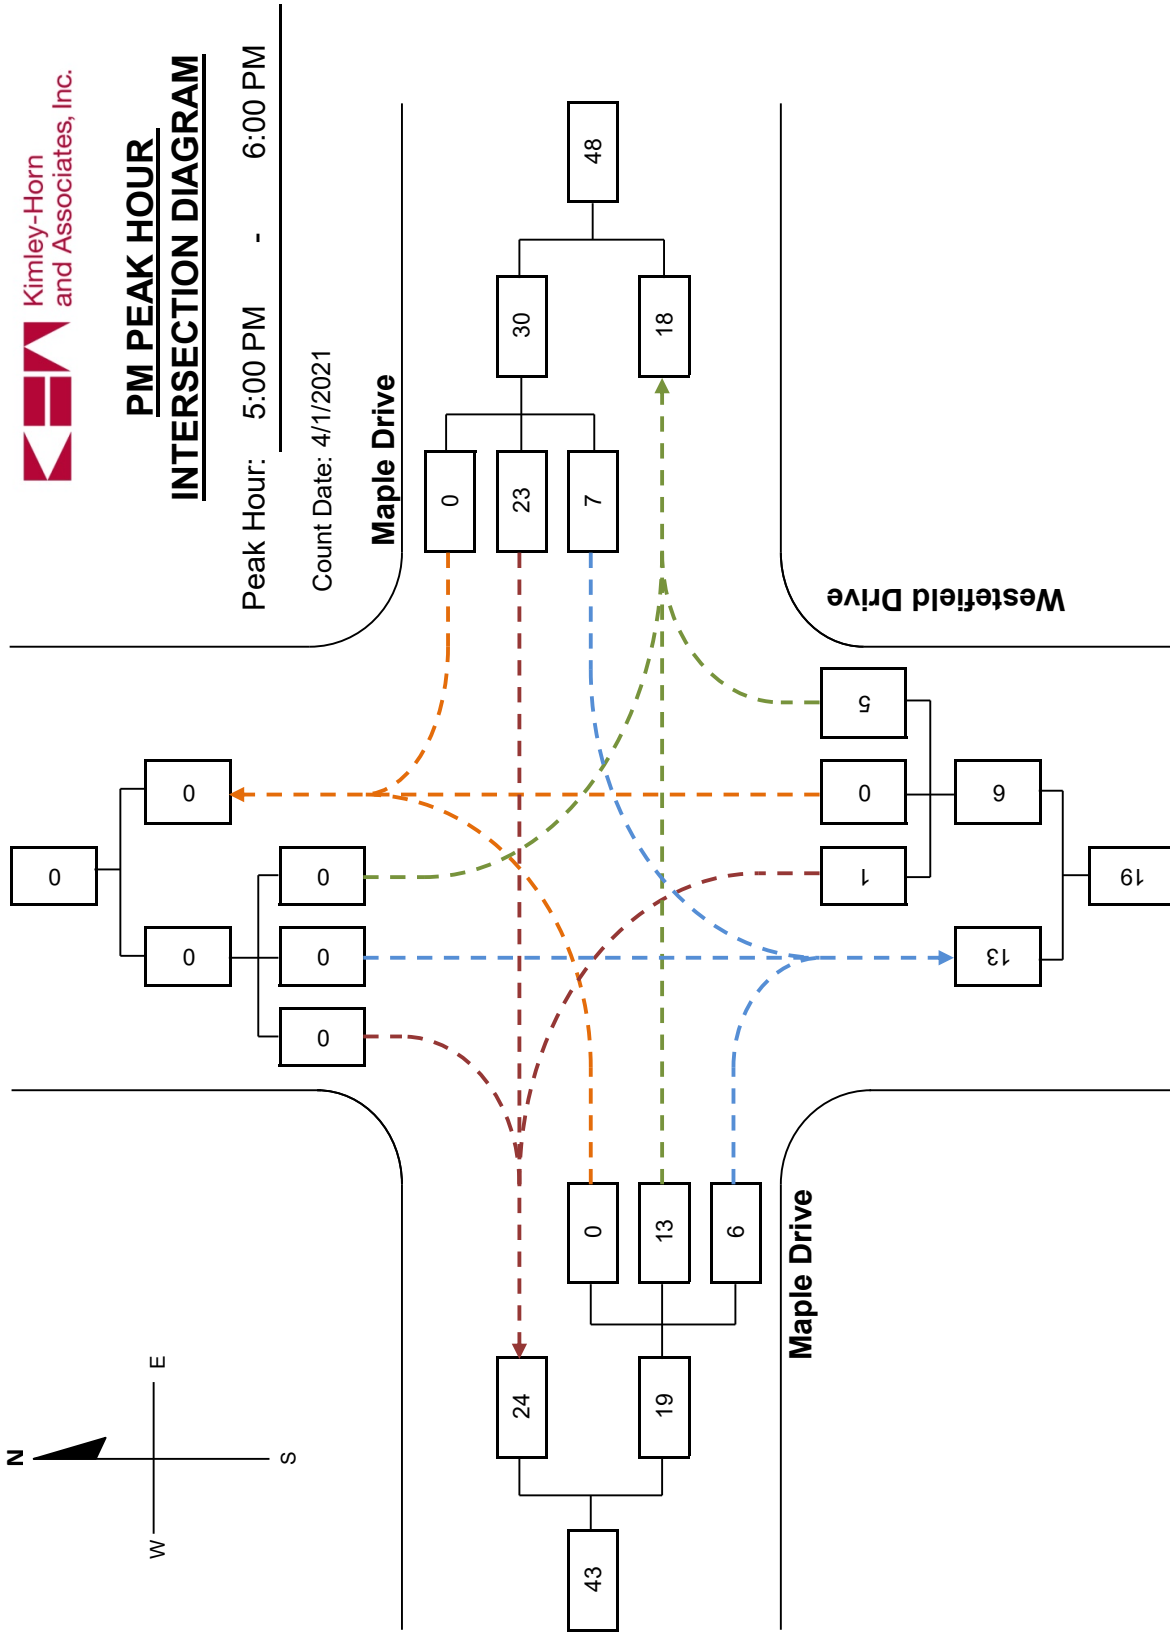 N
W
E
S
Kimley-Horn
and Associates, Inc.
PM PEAK HOUR
INTERSECTION DIAGRAM
Peak Hour: 5:00 PM - 6:00 PM
Count Date: 4/1/2021
0
0
0
0
0
0
Maple Drive
0
24
23
30
43
0
7
48
19
13
18
6
Maple Drive
1
0
5
Westefield Drive
13
6
19